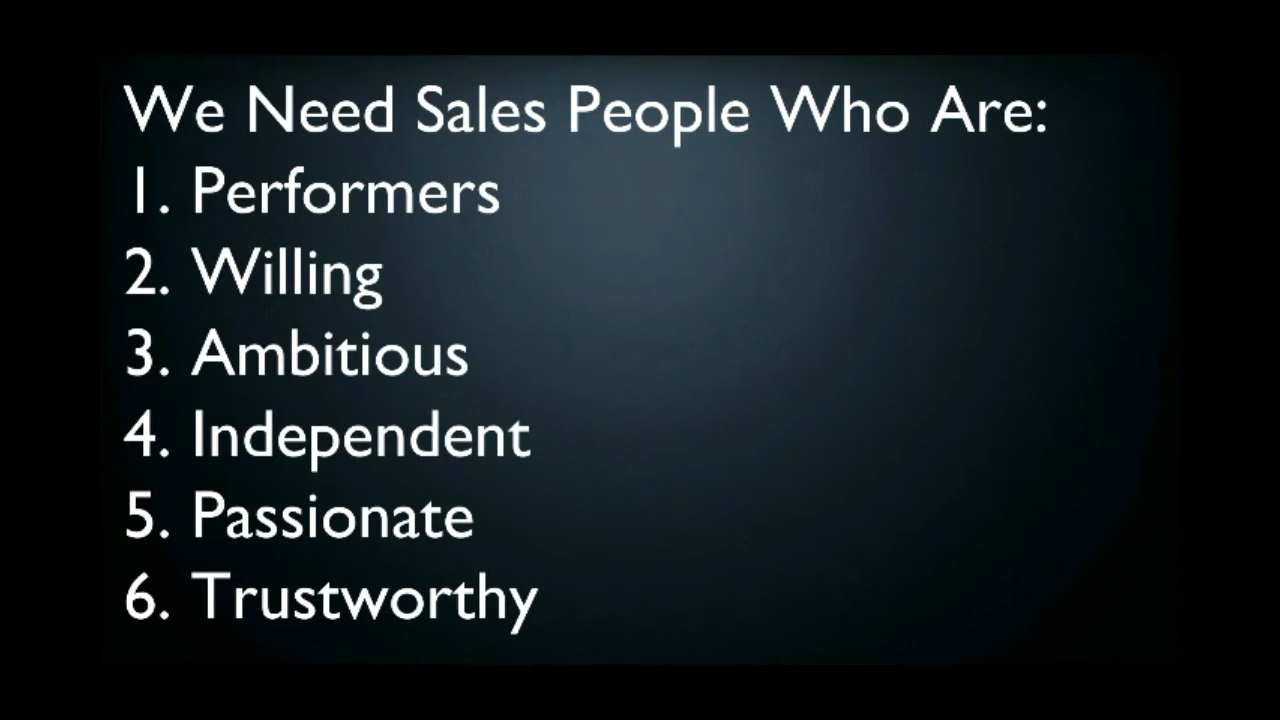 We Need Sales People Who Are:
1. Performers
2. Willing
3. Ambitious
4. Independent
5. Passionate
6. Trustworthy